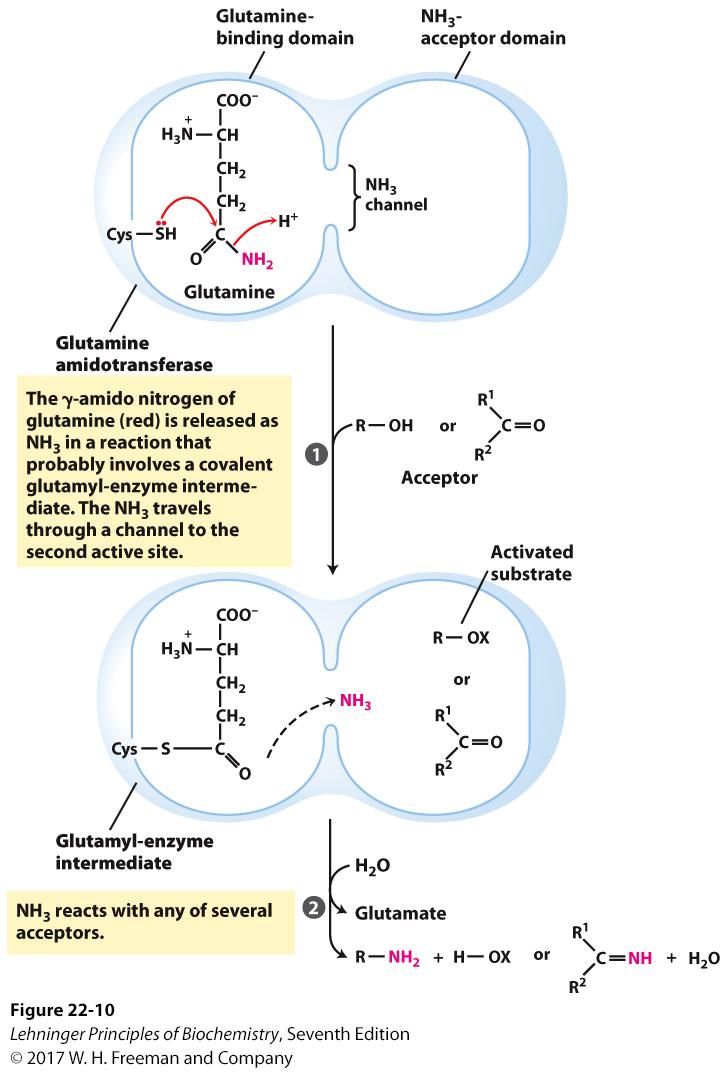 Glutamine-
binding domain
NH₃-
acceptor domain
COO⁻
H₃N⁺—CH
CH₂
CH₂
NH₃
channel
Cys—SH
C
H⁺
O
NH₂
Glutamine
Glutamine
amidotransferase
The γ-amido nitrogen of
glutamine (red) is released as
NH₃ in a reaction that
probably involves a covalent
glutamyl-enzyme interme-
diate. The NH₃ travels
through a channel to the
second active site.
1
R—OH or
R¹
C=O
R²
Acceptor
Activated
substrate
COO⁻
H₃N⁺—CH
CH₂
CH₂
Cys—S—C
O
NH₃
R—OX
or
R¹
C=O
R²
Glutamyl-enzyme
intermediate
H₂O
2
Glutamate
NH₃ reacts with any of several
acceptors.
R—NH₂ + H—OX or
R¹
C=NH + H₂O
R²
Figure 22-10
Lehninger Principles of Biochemistry, Seventh Edition
© 2017 W. H. Freeman and Company